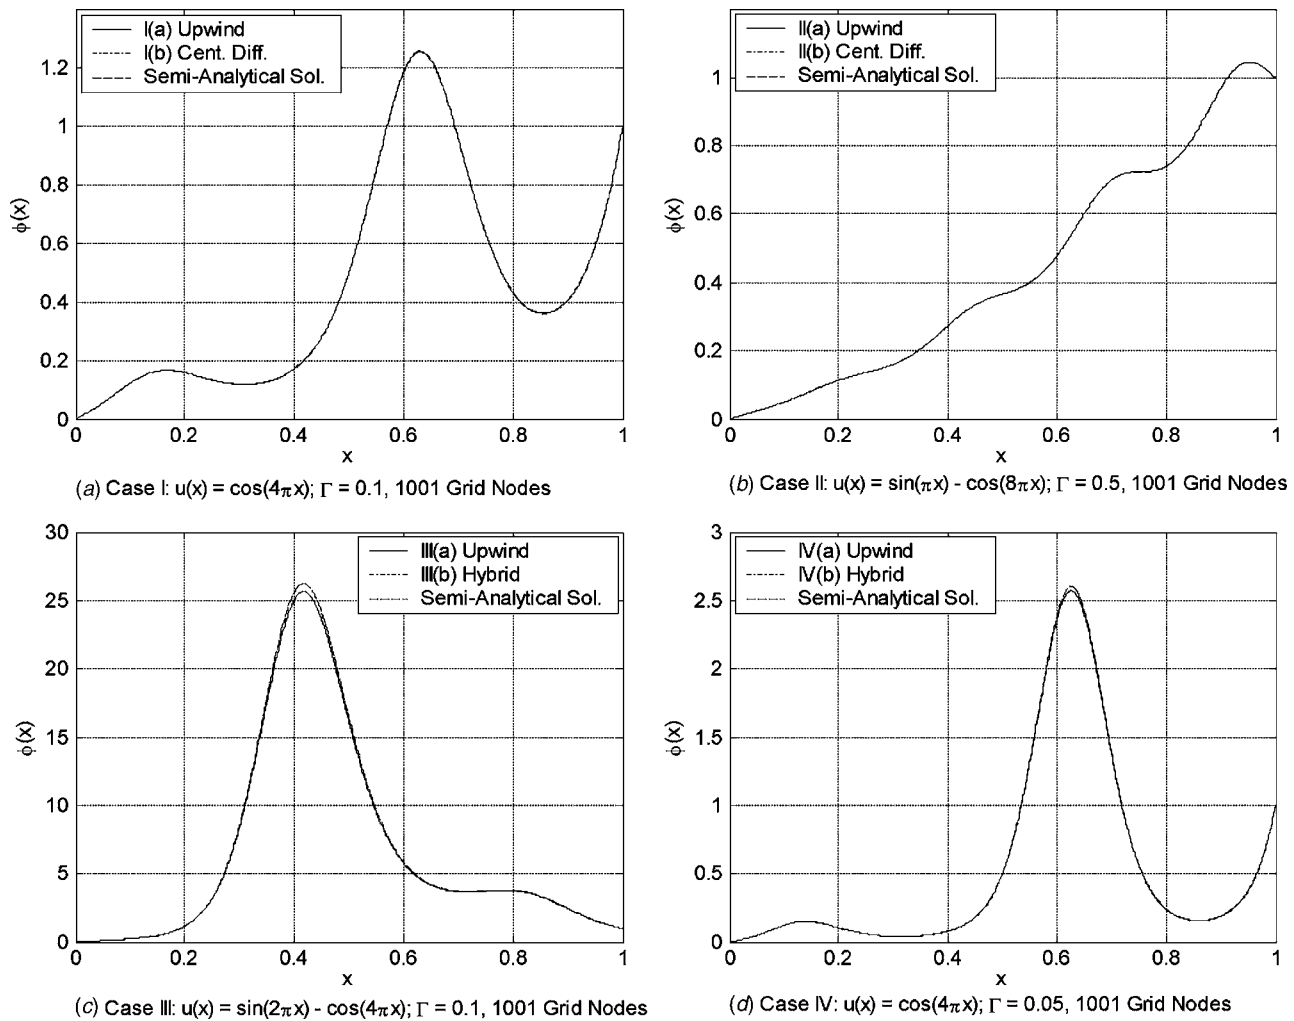 I(a) Upwind
I(b) Cent. Diff.
Semi-Analytical Sol.
1.2
1
0.8
0.6
0.4
0.2
0
ϕ(x)
0 0.2 0.4 0.6 0.8 1
x
(a) Case I: u(x) = cos(4πx); Γ = 0.1, 1001 Grid Nodes
II(a) Upwind
II(b) Cent. Diff.
Semi-Analytical Sol.
1
0.8
0.6
0.4
0.2
0
ϕ(x)
0 0.2 0.4 0.6 0.8 1
x
(b) Case II: u(x) = sin(πx) - cos(8πx); Γ = 0.5, 1001 Grid Nodes
III(a) Upwind
III(b) Hybrid
Semi-Analytical Sol.
30
25
20
15
10
5
0
ϕ(x)
0 0.2 0.4 0.6 0.8 1
x
(c) Case III: u(x) = sin(2πx) - cos(4πx); Γ = 0.1, 1001 Grid Nodes
IV(a) Upwind
IV(b) Hybrid
Semi-Analytical Sol.
3
2.5
2
1.5
1
0.5
0
ϕ(x)
0 0.2 0.4 0.6 0.8 1
x
(d) Case IV: u(x) = cos(4πx); Γ = 0.05, 1001 Grid Nodes